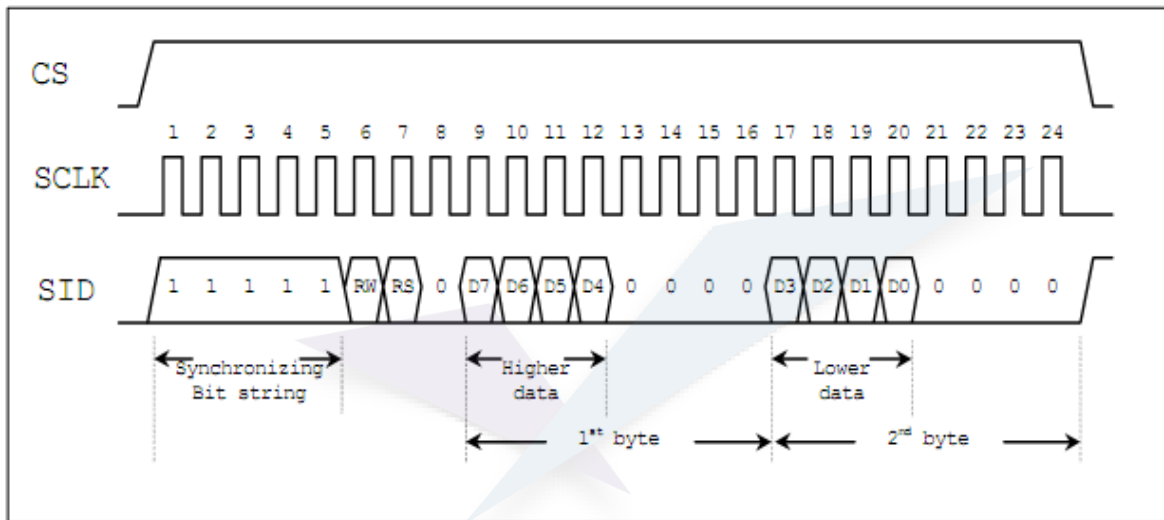 CS
1 2 3 4 5 6 7 8 9 10 11 12 13 14 15 16 17 18 19 20 21 22 23 24
SCLK
SID 1 1 1 1 1 RW RS 0 D7 D6 D5 D4 0 0 0 0 D3 D2 D1 D0 0 0 0 0
Synchronizing Higher Lower
Bit string data data
1st byte 2nd byte